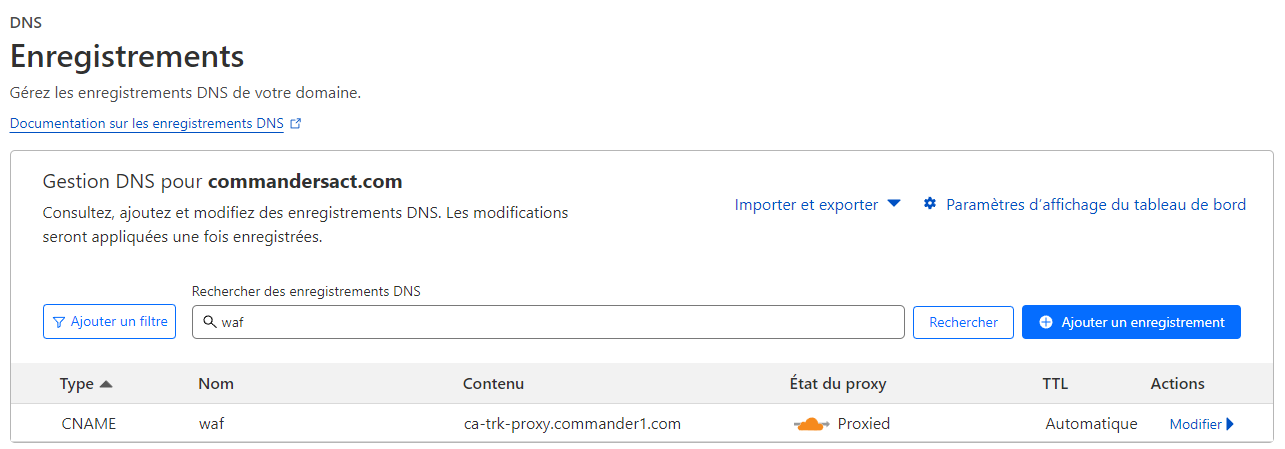 DNS
Enregistrements
Gérez les enregistrements DNS de votre domaine.
Documentation sur les enregistrements DNS
Gestion DNS pour commandersact.com
Consultez, ajoutez et modifiez des enregistrements DNS. Les modifications
seront appliquées une fois enregistrées.
Importer et exporter
Paramètres d'affichage du tableau de bord
Rechercher des enregistrements DNS
Ajouter un filtre
waf
Rechercher
Ajouter un enregistrement
Type Nom Contenu État du proxy TTL Actions
CNAME waf ca-trk-proxy.commander1.com Proxied Automatique Modifier